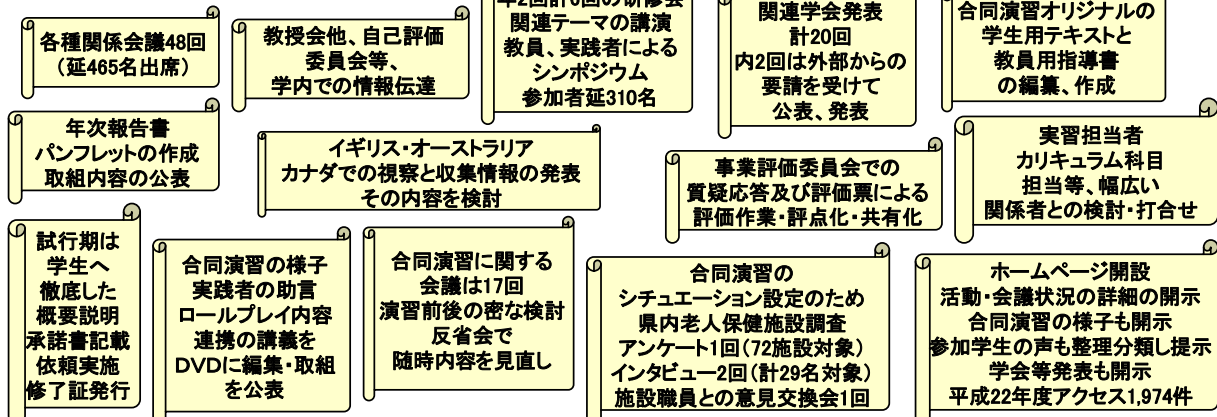 各種関係会議48回
（延465名出席）
教授会他、自己評価
委員会等、
学内での情報伝達
年2回計6回の研修会
関連テーマの講演
教員、実践者による
シンポジウム
参加者延310名
関連学会発表
計20回
内2回は外部からの
要請を受けて
公表、発表
合同演習オリジナルの
学生用テキストと
教員用指導書
の編纂、作成
年次報告書
パンフレットの作成
取組内容の公表
イギリス・オーストラリア
カナダでの視察と収集情報の発表
その内容を検討
事業評価委員会での
質疑応答及び評価票による
評価作業・評点化・共有化
実習担当者
カリキュラム科目
担当等、幅広い
関係者との検討・打合せ
試行期は
学生へ
徹底した
概要説明
承諾書記載
依頼実施
修了証発行
合同演習の様子
実践者の助言
ロールプレイ内容
連携の講義を
DVDに編集・取組
を公表
合同演習に関する
会議は17回
演習前後の密な検討
反省会で
随時内容を見直し
合同演習の
シチュエーション設定のため
県内老人保健施設調査
アンケート1回（72施設対象）
インタビュー2回（計29名対象）
施設職員との意見交換会1回
ホームページ開設
活動・会議状況の詳細の開示
合同演習の様子も開示
参加学生の声も整理分類し提示
学会等発表も開示
平成22年度アクセス1,974件